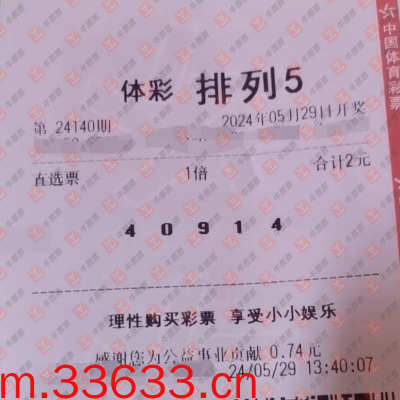 中国体育彩票
体彩 排列5
第 24140期 2024年05月29日开奖
直选票 1倍 合计2元
4 0 9 1 4
理性购买彩票 享受小小娱乐
感谢您为公益事业贡献 0.74元
24/05/29 13:40:07
m.33633.cn